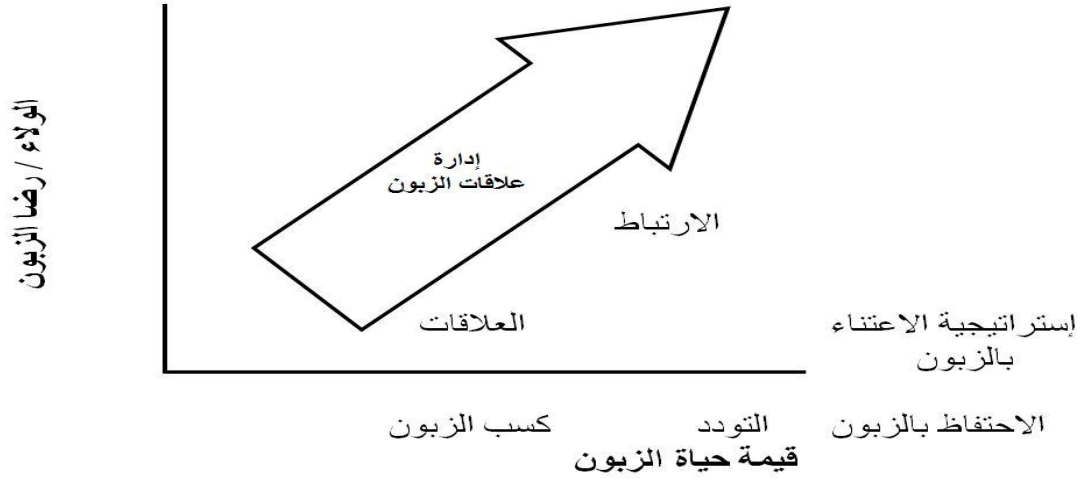 الولاء / رضا الزبون
إدارة
علاقات الزبون
الارتباط
العلاقات
إستراتيجية الاعتناء
بالزبون
كسب الزبون
التودد
الاحتفاظ بالزبون
قيمة حياة الزبون